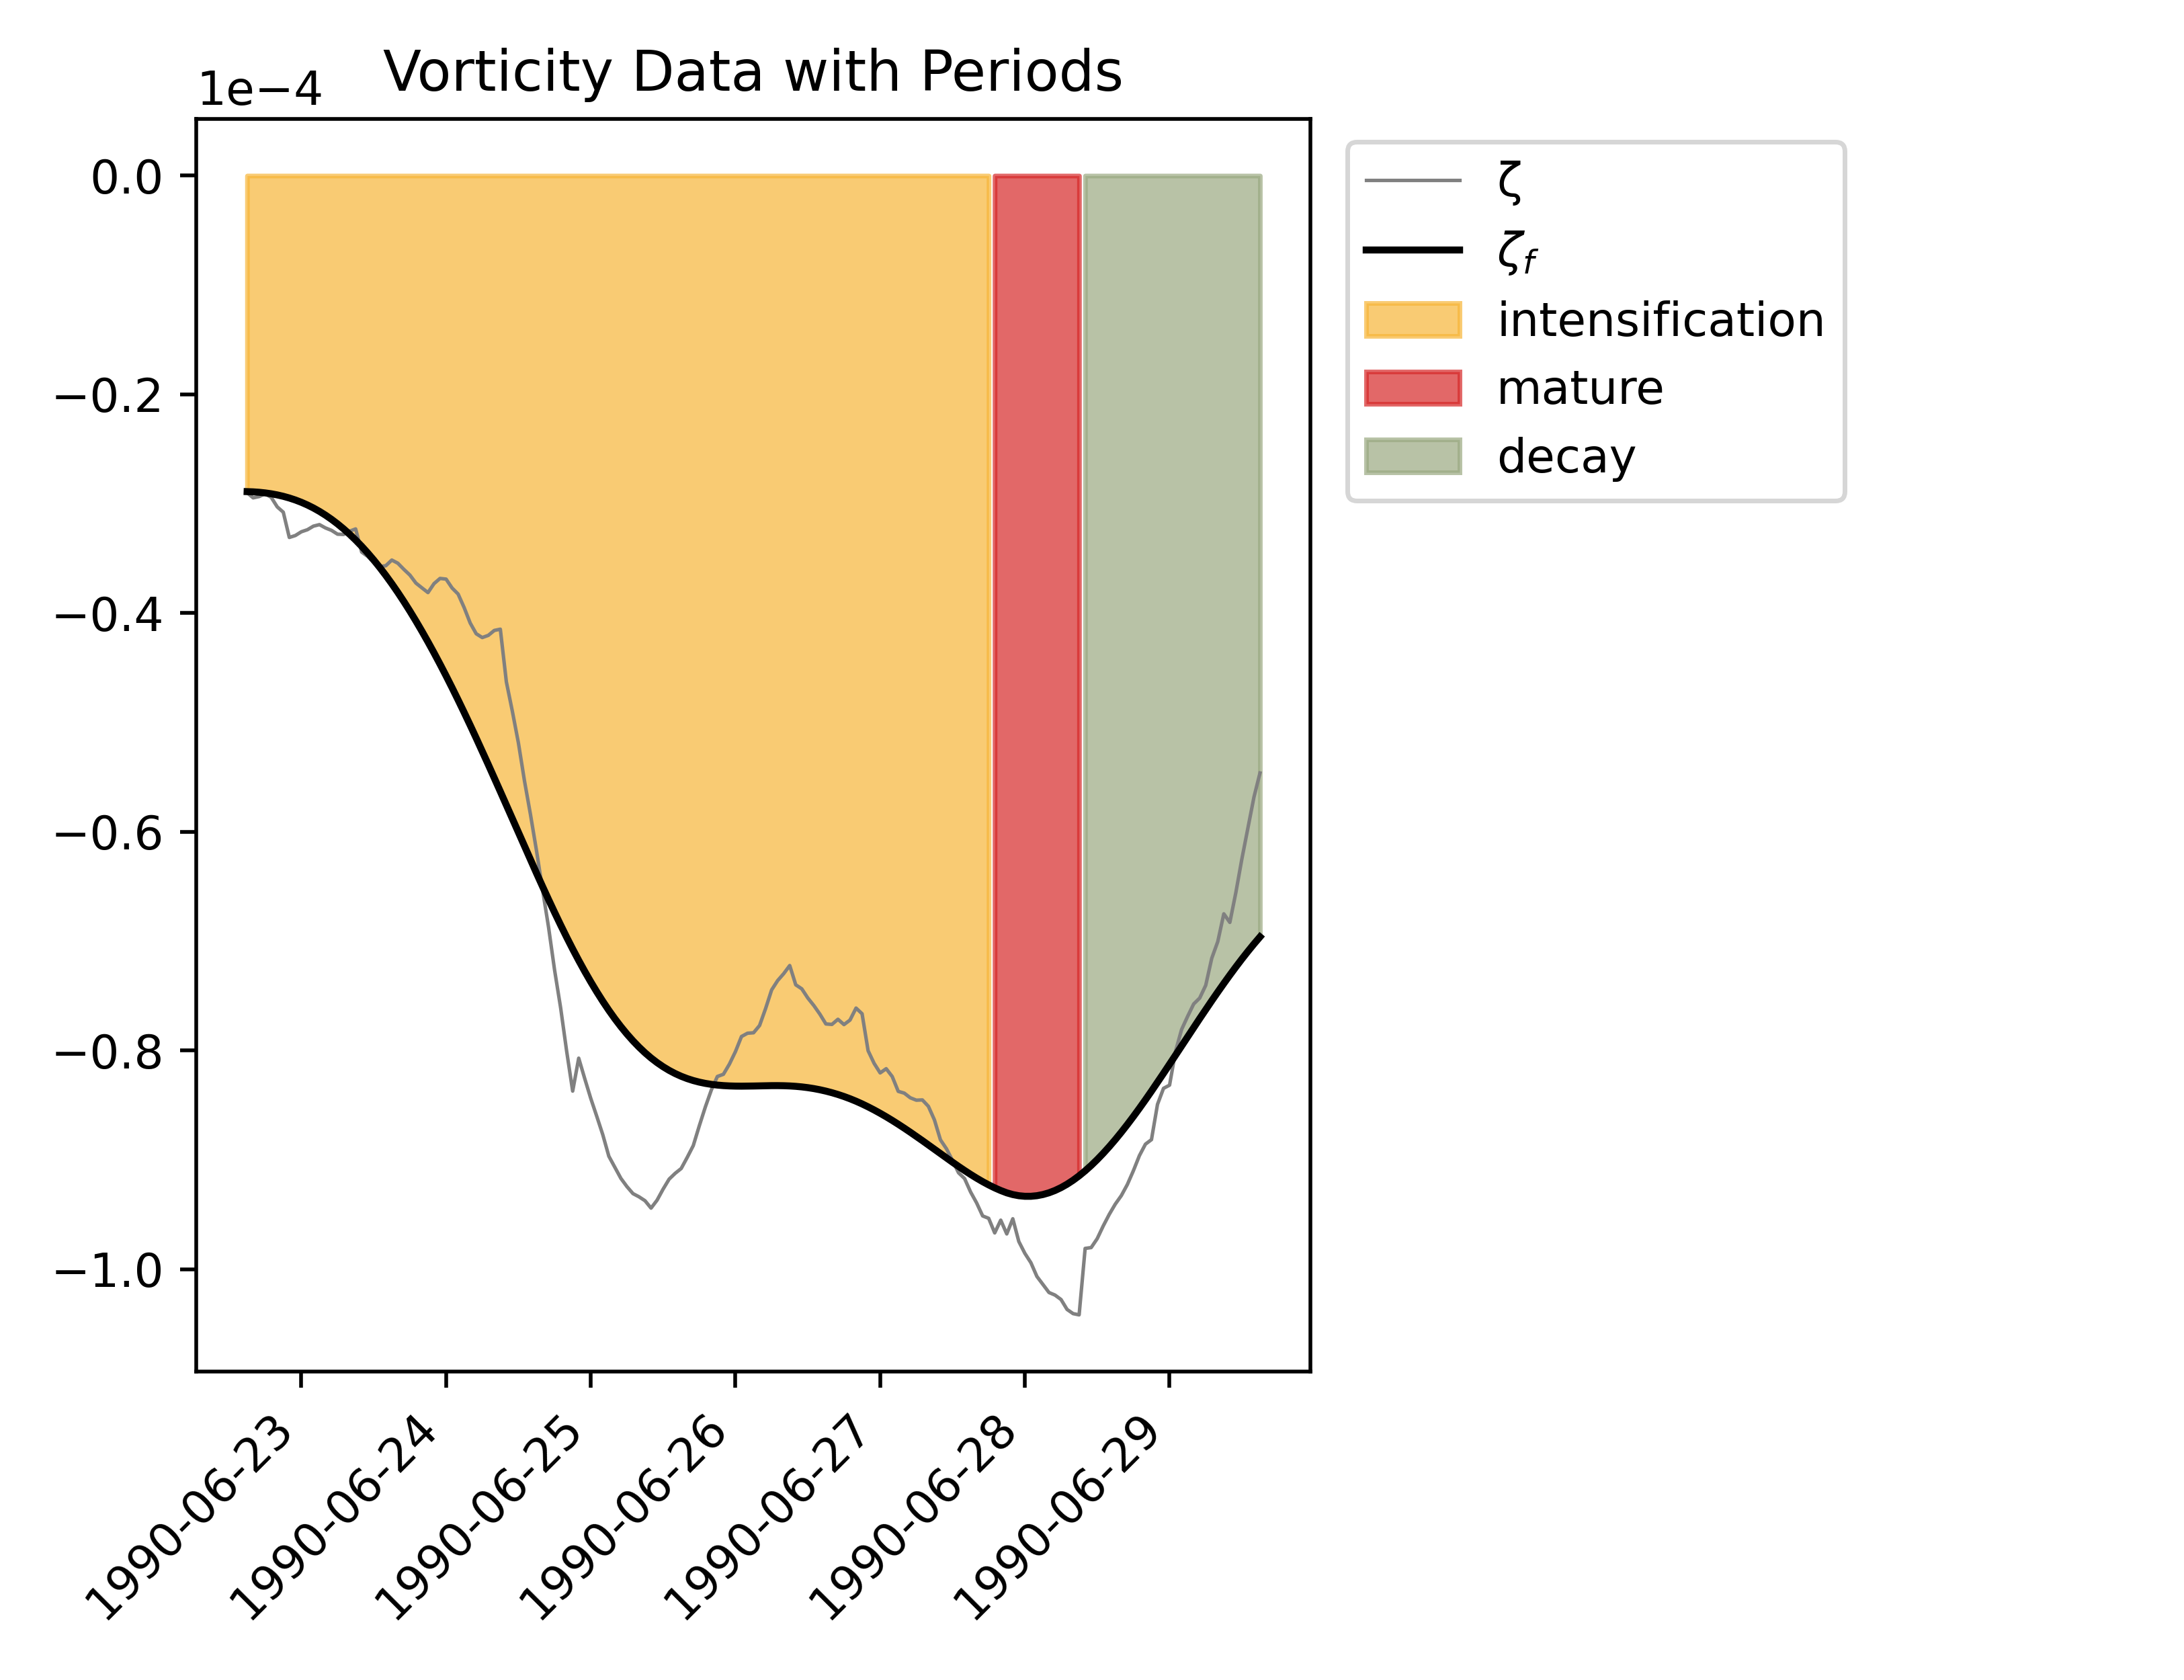 Vorticity Data with Periods
1e−4
0.0
−0.2
−0.4
−0.6
−0.8
−1.0
1990-06-23
1990-06-24
1990-06-25
1990-06-26
1990-06-27
1990-06-28
1990-06-29
ζ
ζf
intensification
mature
decay